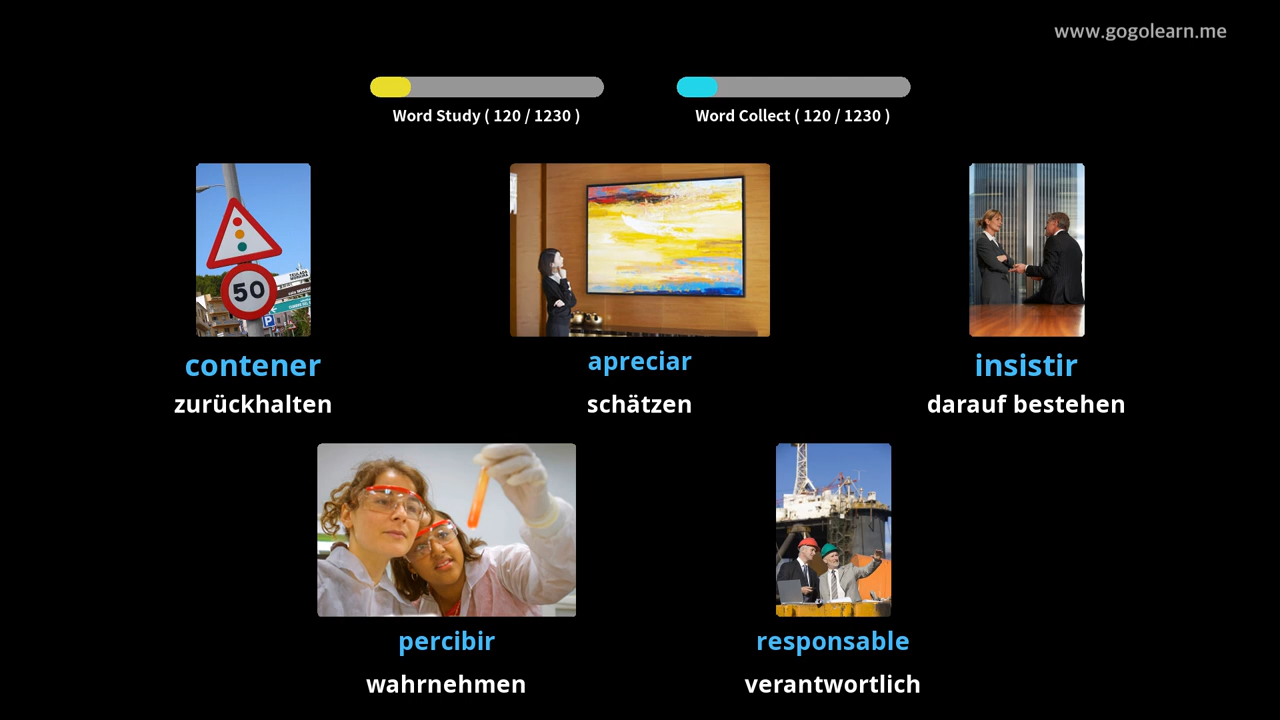 www.gogolearn.me
Word Study ( 120 / 1230 )
Word Collect ( 120 / 1230 )
50
P
contener
zurückhalten
apreciar
schätzen
insistir
darauf bestehen
percibir
wahrnehmen
responsable
verantwortlich